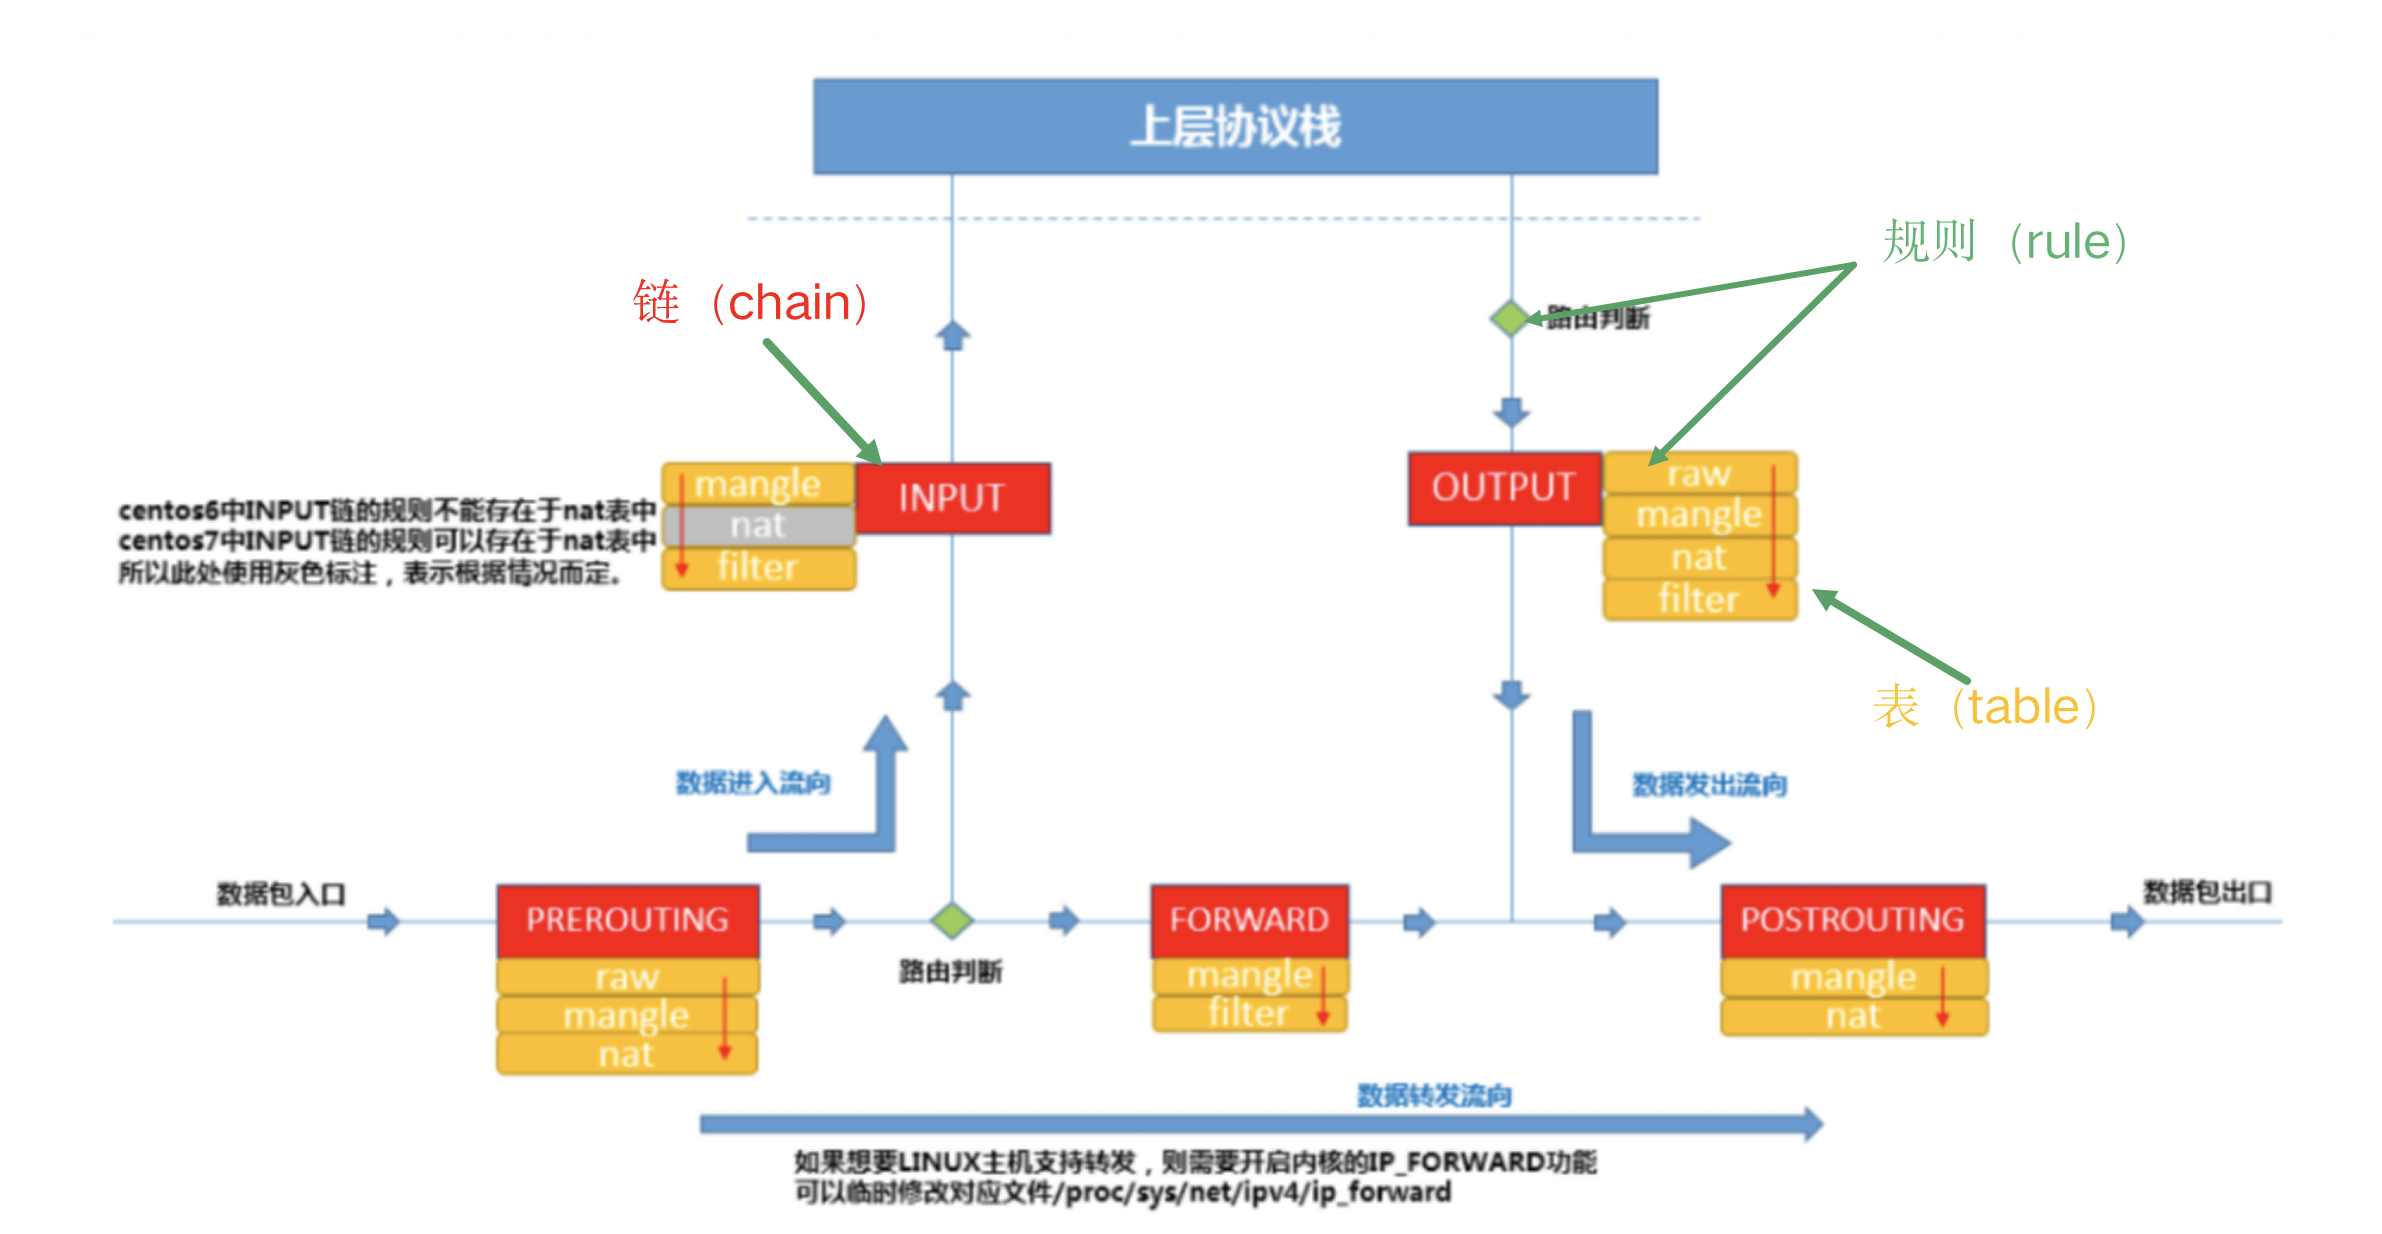 上层协议栈
规则（rule）
链（chain）
路由判断
mangle
nat
filter
INPUT
OUTPUT
raw
mangle
nat
filter
centos6中INPUT链的规则不能存在于nat表中
centos7中INPUT链的规则可以存在于nat表中
所以此处使用灰色标注，表示根据情况而定。
表（table）
数据进入流向
数据发出流向
数据包入口
PREROUTING
raw
mangle
nat
路由判断
FORWARD
mangle
filter
POSTROUTING
mangle
nat
数据包出口
数据转发流向
如果想要LINUX主机支持转发，则需要开启内核的IP_FORWARD功能
可以临时修改对应文件/proc/sys/net/ipv4/ip_forward